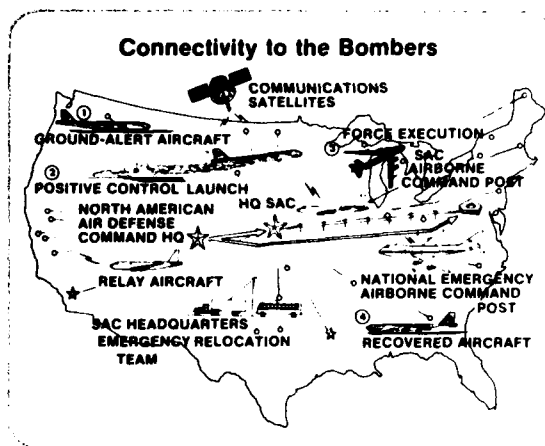 Connectivity to the Bombers
COMMUNICATIONS
SATELLITES
①
GROUND-ALERT AIRCRAFT
②
POSITIVE CONTROL LAUNCH
③
FORCE EXECUTION
SAC
AIRBORNE
COMMAND POST
HQ SAC
NORTH AMERICAN
AIR DEFENSE
COMMAND HQ
RELAY AIRCRAFT
NATIONAL EMERGENCY
AIRBORNE COMMAND
POST
SAC HEADQUARTERS
EMERGENCY RELOCATION
TEAM
④
RECOVERED AIRCRAFT